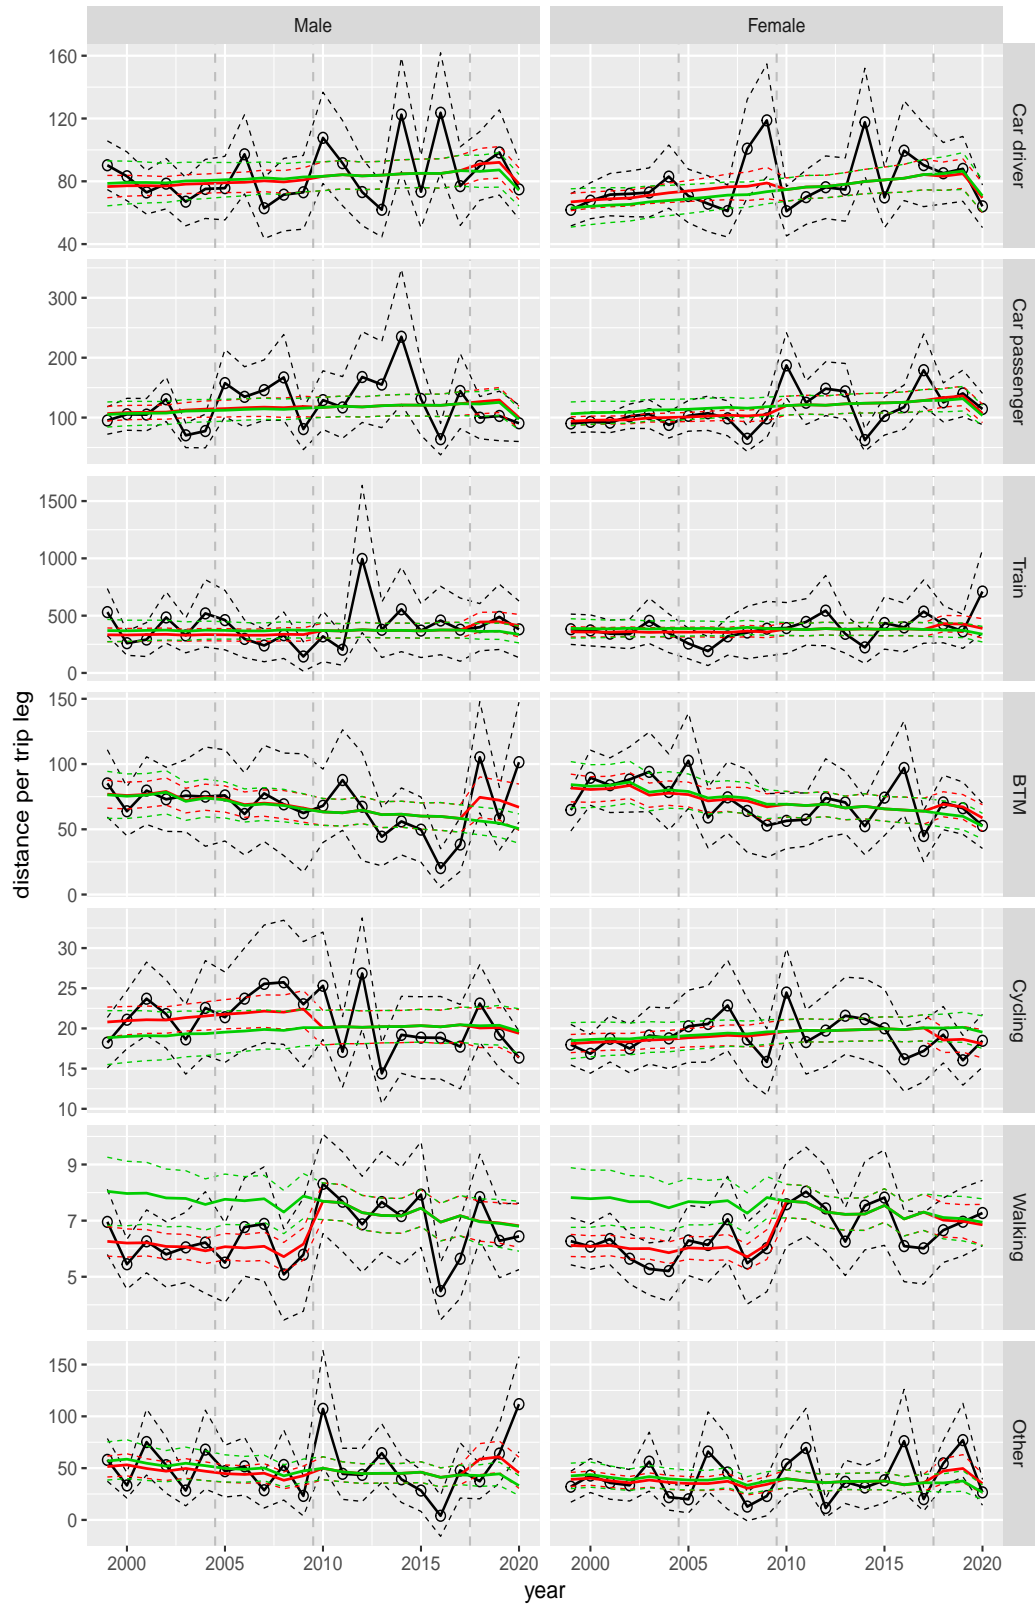 Male Female
160
120
80
40
Car driver
300
200
100
Car passenger
1500
1000
500
0
Train
distance per trip leg
150
100
50
0
BTM
30
25
20
15
10
Cycling
9
7
5
Walking
150
100
50
0
Other
2000 2005 2010 2015 2020 2000 2005 2010 2015 2020
year